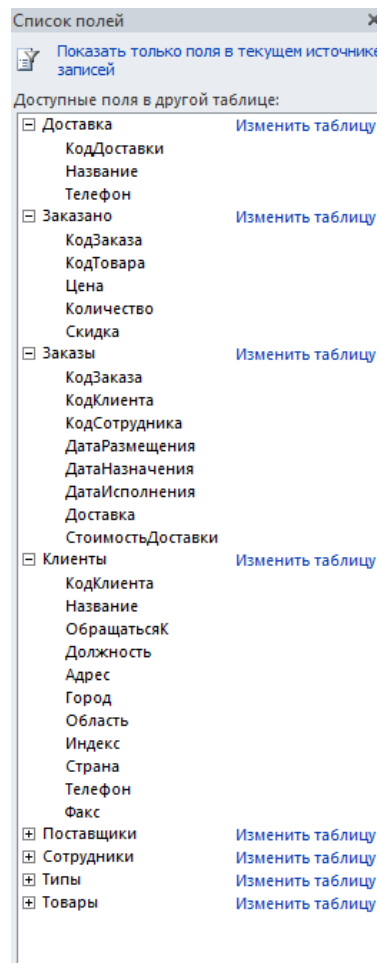 Список полей
Показать только поля в текущем источнике
записей
Доступные поля в другой таблице:
Доставка Изменить таблицу
КодДоставки
Название
Телефон
Заказано Изменить таблицу
КодЗаказа
КодТовара
Цена
Количество
Скидка
Заказы Изменить таблицу
КодЗаказа
КодКлиента
КодСотрудника
ДатаРазмещения
ДатаНазначения
ДатаИсполнения
Доставка
СтоимостьДоставки
Клиенты Изменить таблицу
КодКлиента
Название
ОбращатьсяК
Должность
Адрес
Город
Область
Индекс
Страна
Телефон
Факс
Поставщики Изменить таблицу
Сотрудники Изменить таблицу
Типы Изменить таблицу
Товары Изменить таблицу